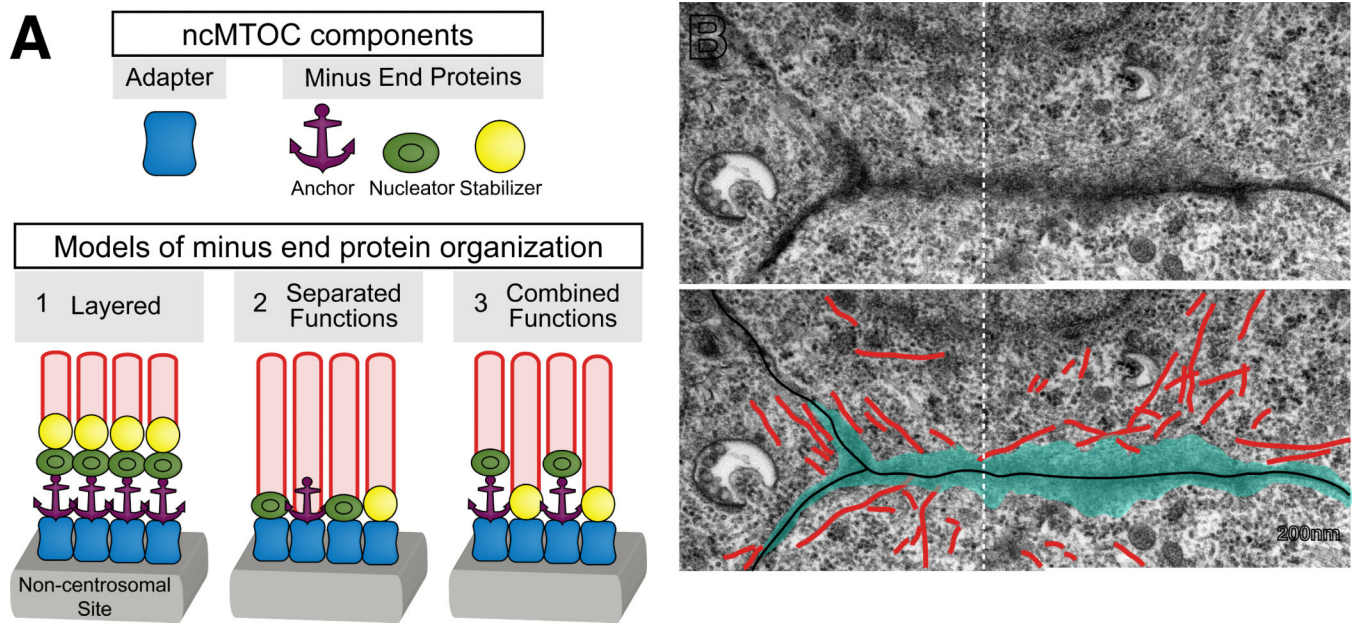 A
ncMTOC components
Adapter
Minus End Proteins
Anchor
Nucleator
Stabilizer
Models of minus end protein organization
1 Layered
2 Separated
Functions
3 Combined
Functions
Non-centrosomal
Site
B
200nm